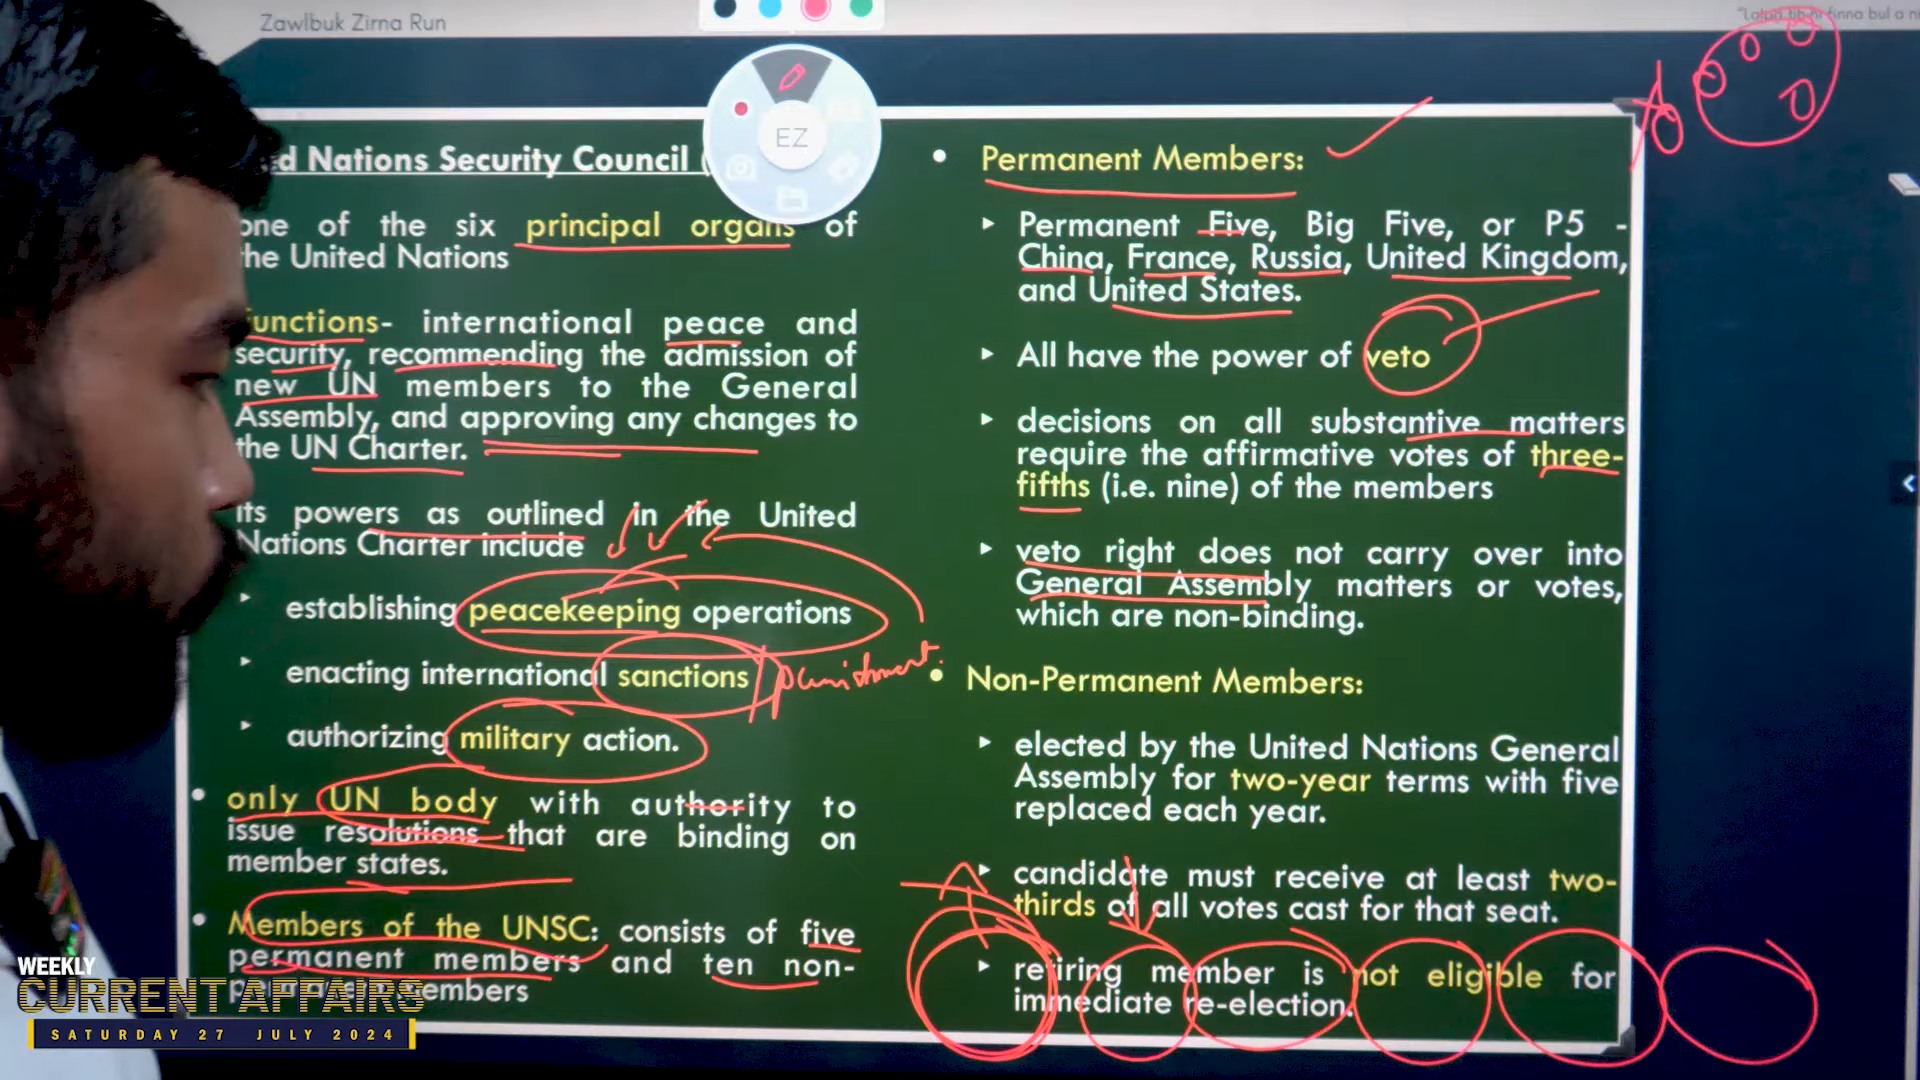 Zawlbuk Zirna Run
EZ
d Nations Security Council (
one of the six principal organs of
the United Nations
functions- international peace and
security, recommending the admission of
new UN members to the General
Assembly, and approving any changes to
the UN Charter.
Its powers as outlined in the United
Nations Charter include
establishing peacekeeping operations
enacting international sanctions
punishment.
authorizing military action.
only UN body with authority to
issue resolutions that are binding on
member states.
Members of the UNSC: consists of five
permanent members and ten non-
permanent members
Permanent Members:
Permanent Five, Big Five, or P5 -
China, France, Russia, United Kingdom,
and United States.
All have the power of veto
decisions on all substantive matters
require the affirmative votes of three-
fifths (i.e. nine) of the members
veto right does not carry over into
General Assembly matters or votes,
which are non-binding.
Non-Permanent Members:
elected by the United Nations General
Assembly for two-year terms with five
replaced each year.
candidate must receive at least two-
thirds of all votes cast for that seat.
retiring member is not eligible for
immediate re-election.
WEEKLY
CURRENT AFFAIRS
SATURDAY 27 JULY 2024